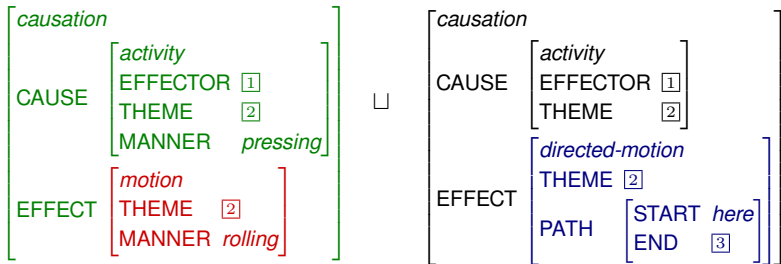 causation
CAUSE [activity
EFFECTOR 1
THEME 2
MANNER pressing]
EFFECT [motion
THEME 2
MANNER rolling]
⊔
causation
CAUSE [activity
EFFECTOR 1
THEME 2]
EFFECT [directed-motion
THEME 2
PATH [START here
END 3]]